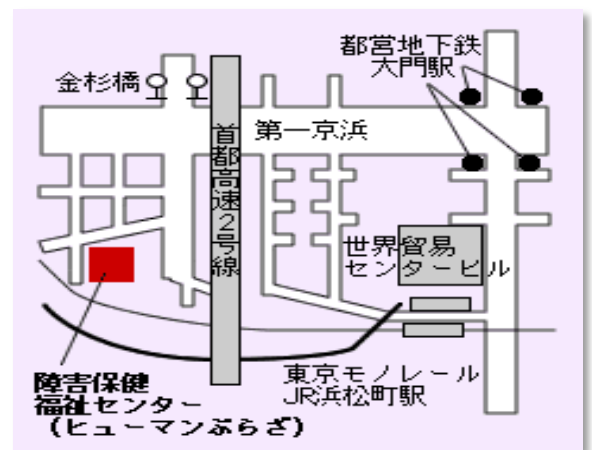 都営地下鉄
大門駅
金杉橋
第一京浜
首都高速2号線
世界貿易
センタービル
東京モノレール
JR浜松町駅
障害保健
福祉センター
(ヒューマンぷらざ)